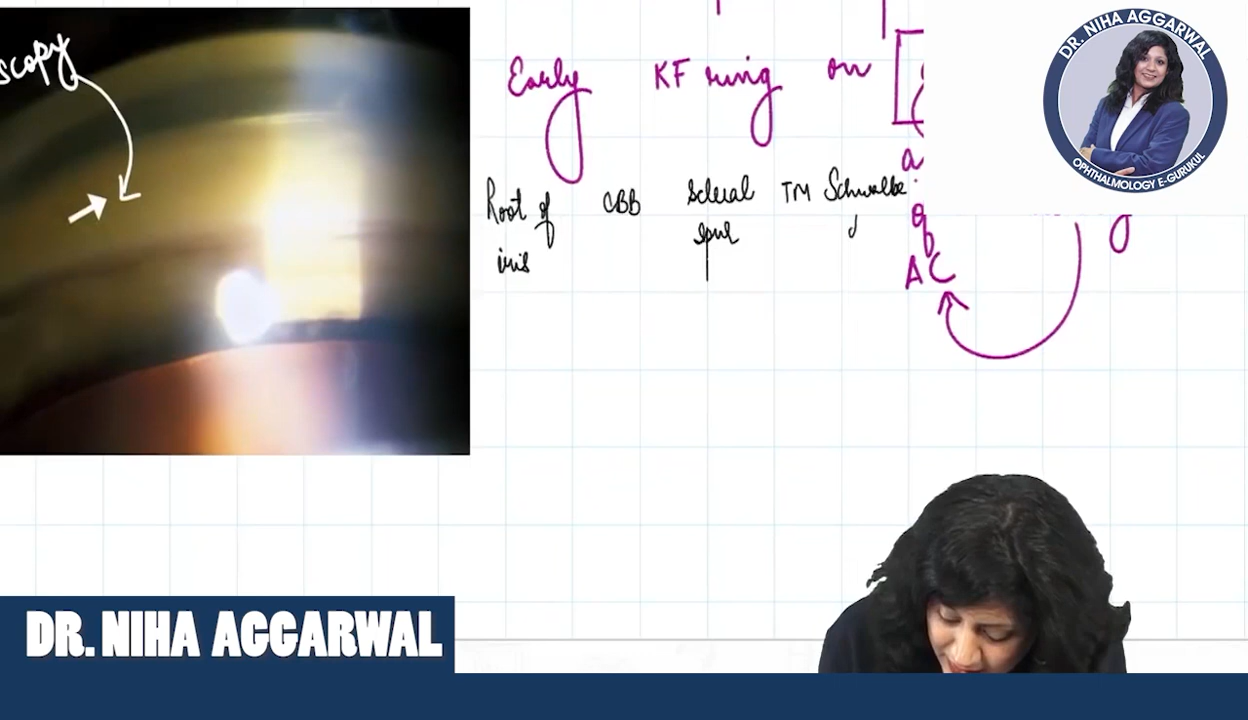 scopy
Early KF ring on
Root of iris
CBB
Scleral spur
TM
Schwalbe
a
of
AC
DR. NIHA AGGARWAL
OPHTHALMOLOGY E-GURUKUL
DR. NIHA AGGARWAL